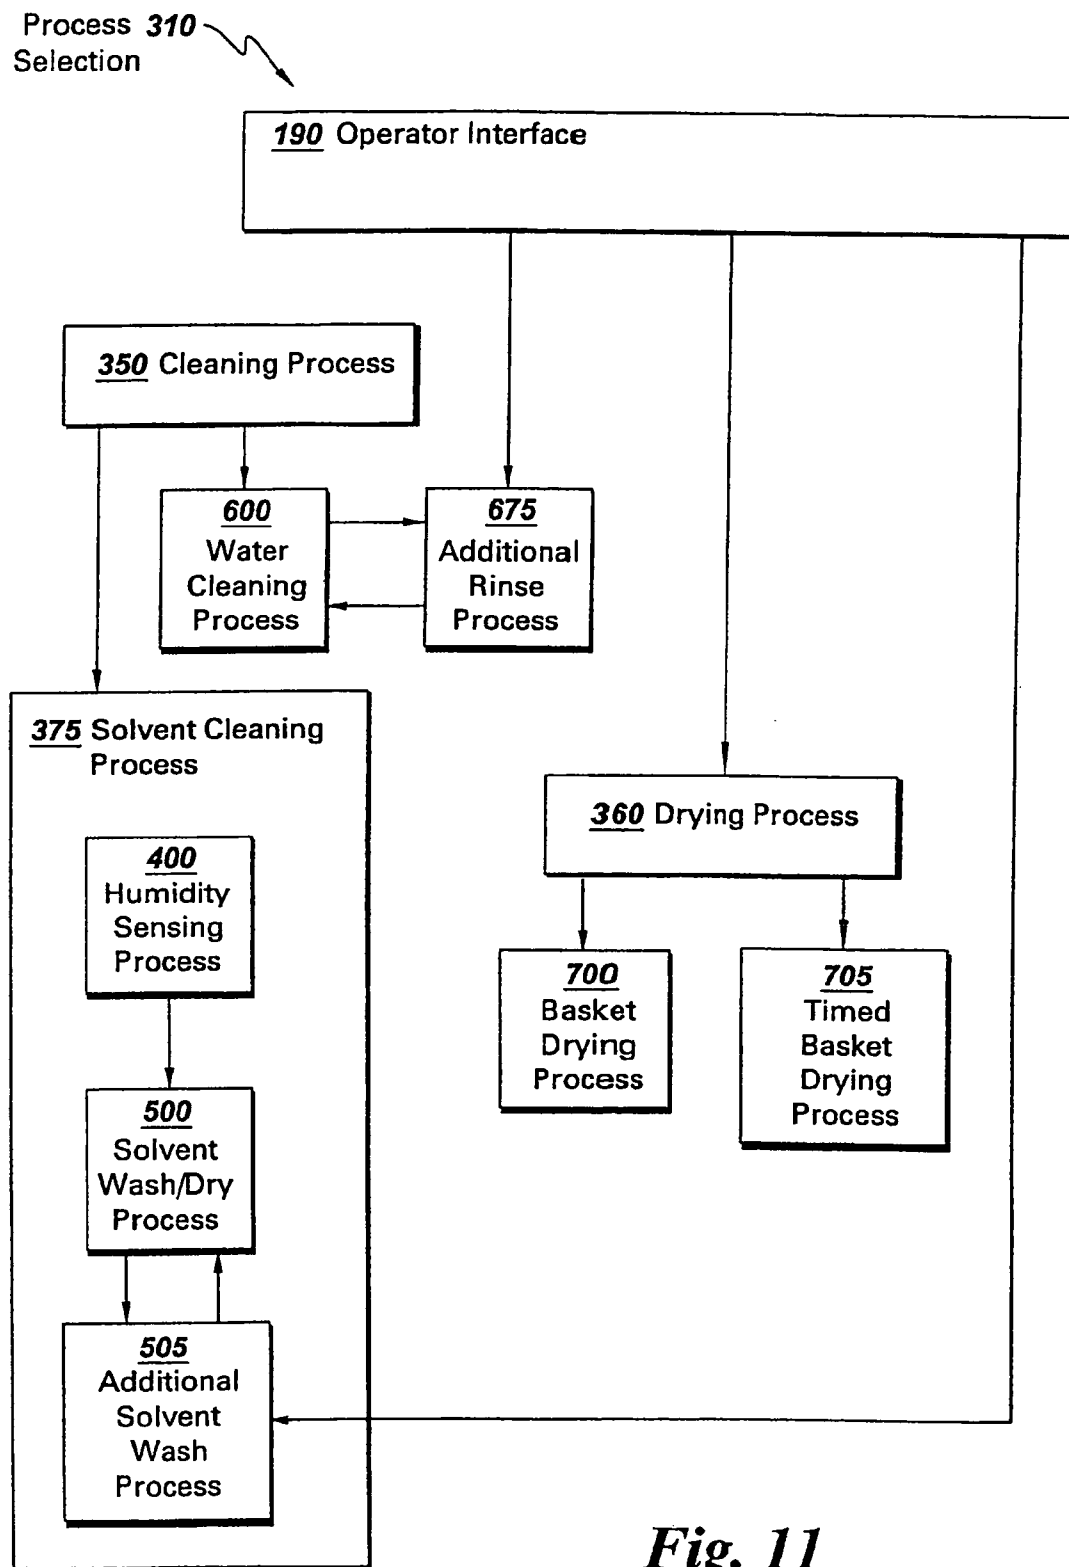 Process 310
Selection
190 Operator Interface
350 Cleaning Process
600
Water
Cleaning
Process
675
Additional
Rinse
Process
375 Solvent Cleaning
Process
360 Drying Process
400
Humidity
Sensing
Process
700
Basket
Drying
Process
705
Timed
Basket
Drying
Process
500
Solvent
Wash/Dry
Process
505
Additional
Solvent
Wash
Process
Fig. 11